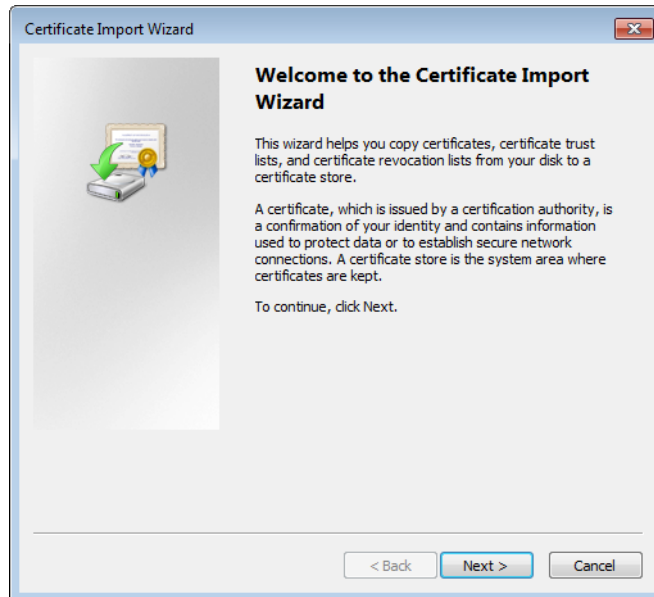 Certificate Import Wizard
Welcome to the Certificate Import
Wizard
This wizard helps you copy certificates, certificate trust
lists, and certificate revocation lists from your disk to a
certificate store.
A certificate, which is issued by a certification authority, is
a confirmation of your identity and contains information
used to protect data or to establish secure network
connections. A certificate store is the system area where
certificates are kept.
To continue, click Next.
< Back Next > Cancel